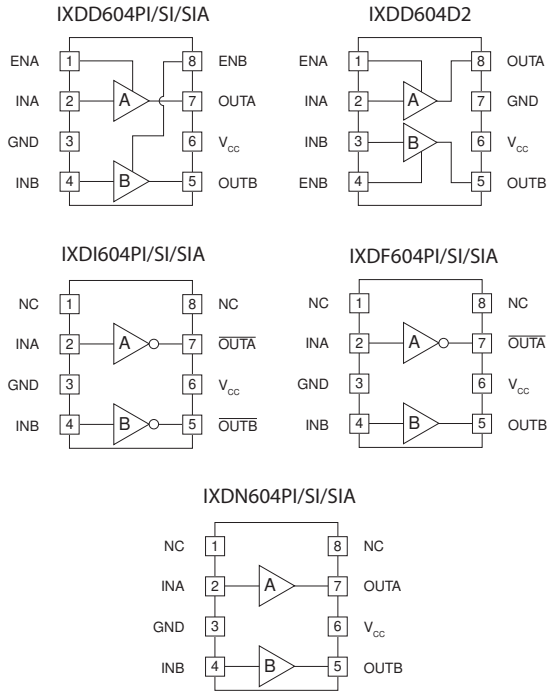 IXDD604PI/SI/SIA
ENA 1 8 ENB
INA 2 A 7 OUTA
GND 3 6 VCC
INB 4 B 5 OUTB
IXDD604D2
ENA 1 8 OUTA
INA 2 A 7 GND
INB 3 B 6 VCC
ENB 4 5 OUTB
IXDI604PI/SI/SIA
NC 1 8 NC
INA 2 A 7 OUTA
GND 3 6 VCC
INB 4 B 5 OUTB
IXDF604PI/SI/SIA
NC 1 8 NC
INA 2 A 7 OUTA
GND 3 6 VCC
INB 4 B 5 OUTB
IXDN604PI/SI/SIA
NC 1 8 NC
INA 2 A 7 OUTA
GND 3 6 VCC
INB 4 B 5 OUTB